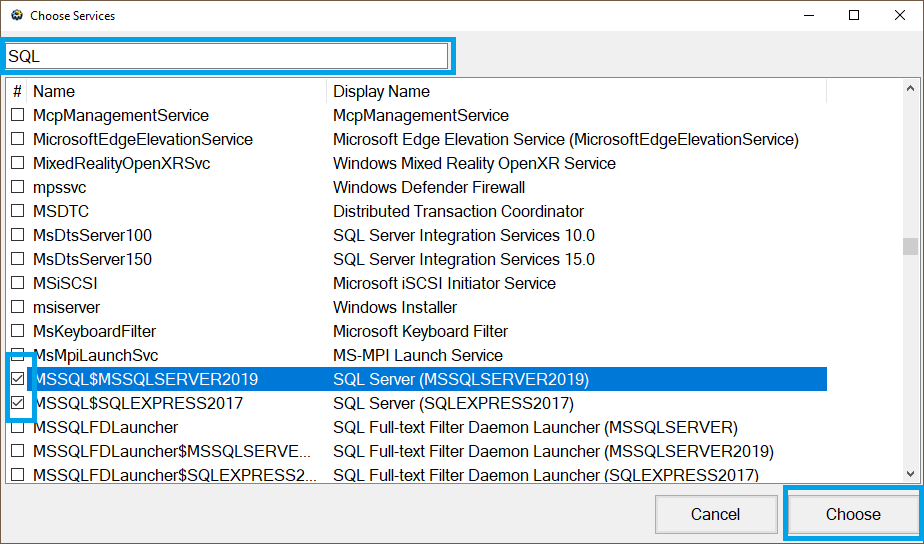 Choose Services
SQL
# Name Display Name
McpManagementService McpManagementService
MicrosoftEdgeElevationService Microsoft Edge Elevation Service (MicrosoftEdgeElevationService)
MixedRealityOpenXRSvc Windows Mixed Reality OpenXR Service
mpssvc Windows Defender Firewall
MSDTC Distributed Transaction Coordinator
MsDtsServer100 SQL Server Integration Services 10.0
MsDtsServer150 SQL Server Integration Services 15.0
MSiSCSI Microsoft iSCSI Initiator Service
msiserver Windows Installer
MsKeyboardFilter Microsoft Keyboard Filter
MsMpiLaunchSvc MS-MPI Launch Service
MSSQL$MSSQLSERVER2019 SQL Server (MSSQLSERVER2019)
MSSQL$SQLEXPRESS2017 SQL Server (SQLEXPRESS2017)
MSSQLFDLauncher SQL Full-text Filter Daemon Launcher (MSSQLSERVER)
MSSQLFDLauncher$MSSQLSERVE... SQL Full-text Filter Daemon Launcher (MSSQLSERVER2019)
MSSQLFDLauncher$SQLEXPRESS2... SQL Full-text Filter Daemon Launcher (SQLEXPRESS2017)
Cancel Choose